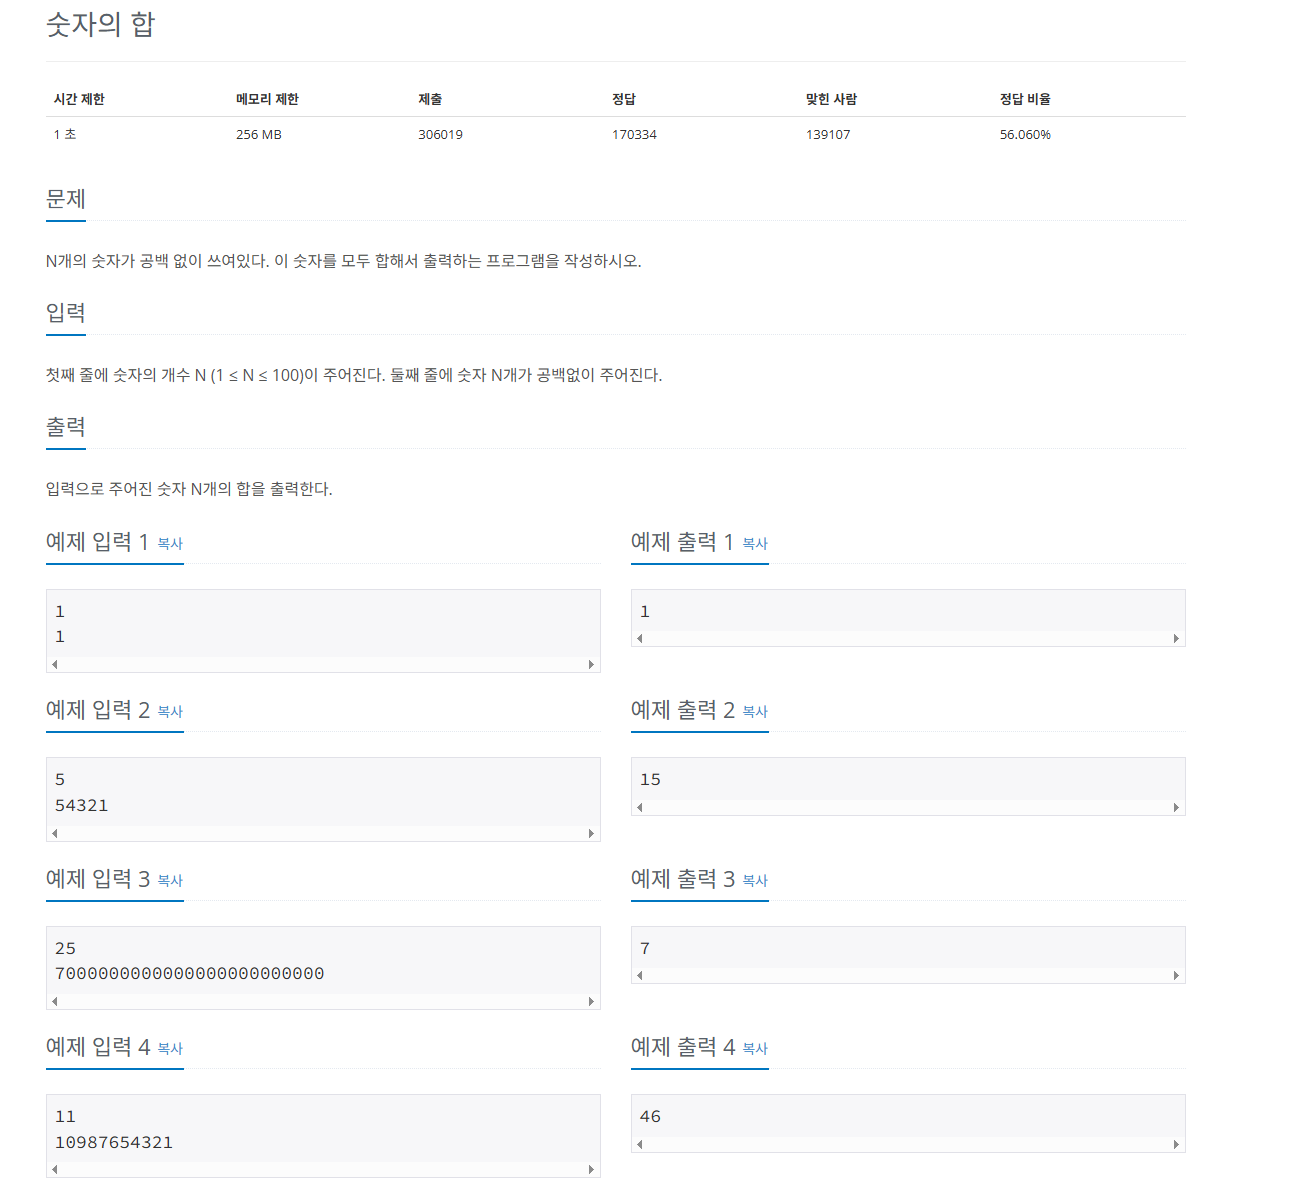 숫자의 합
시간 제한 메모리 제한 제출 정답 맞힌 사람 정답 비율
1 초 256 MB 306019 170334 139107 56.060%
문제
N개의 숫자가 공백 없이 쓰여있다. 이 숫자를 모두 합해서 출력하는 프로그램을 작성하시오.
입력
첫째 줄에 숫자의 개수 N (1 ≤ N ≤ 100)이 주어진다. 둘째 줄에 숫자 N개가 공백없이 주어진다.
출력
입력으로 주어진 숫자 N개의 합을 출력한다.
예제 입력 1 복사
1
1
예제 출력 1 복사
1
예제 입력 2 복사
5
54321
예제 출력 2 복사
15
예제 입력 3 복사
25
7000000000000000000000000
예제 출력 3 복사
7
예제 입력 4 복사
11
10987654321
예제 출력 4 복사
46